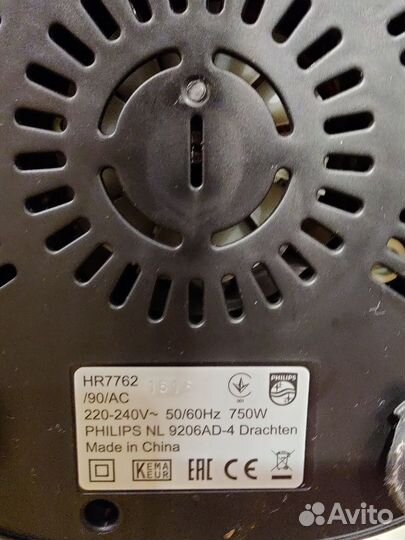 HR7762
/90/AC
220-240V~ 50/60Hz 750W
PHILIPS NL 9206AD-4 Drachten
Made in China
PHILIPS
KEMA
KEUR
EAC CE
Avito